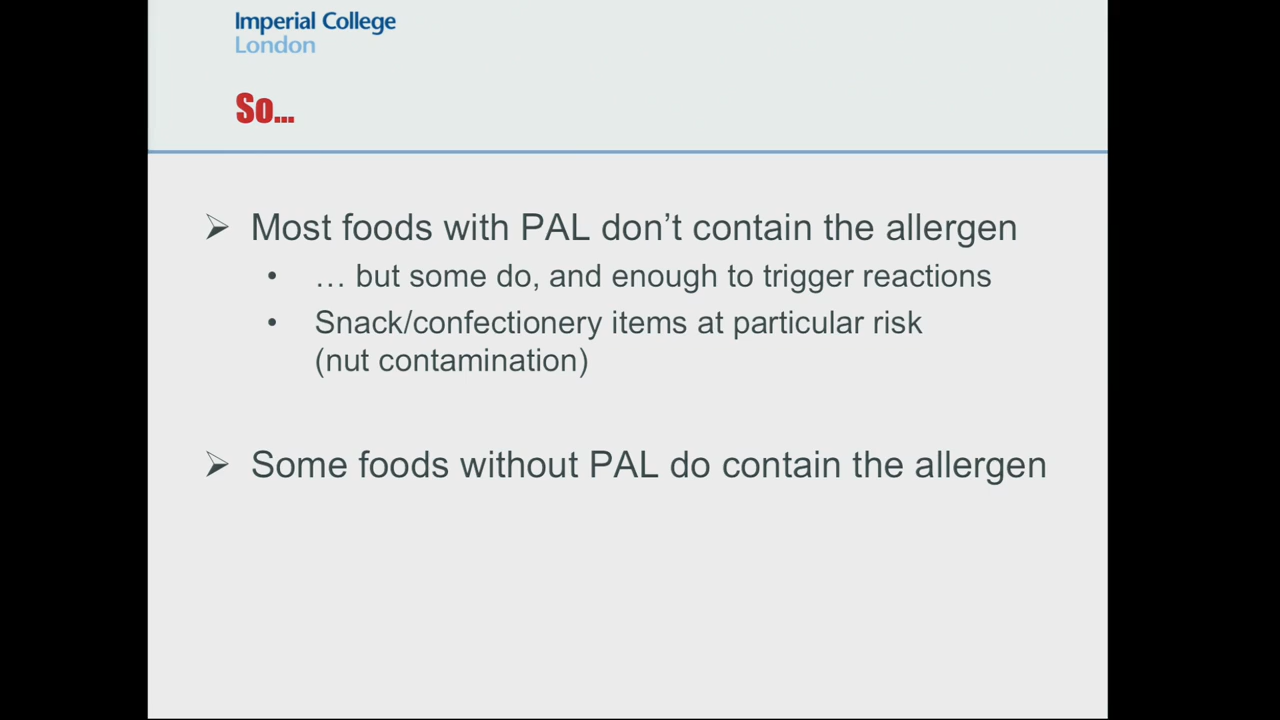 Imperial College
London
So...
➢ Most foods with PAL don’t contain the allergen
• … but some do, and enough to trigger reactions
• Snack/confectionery items at particular risk
(nut contamination)
➢ Some foods without PAL do contain the allergen